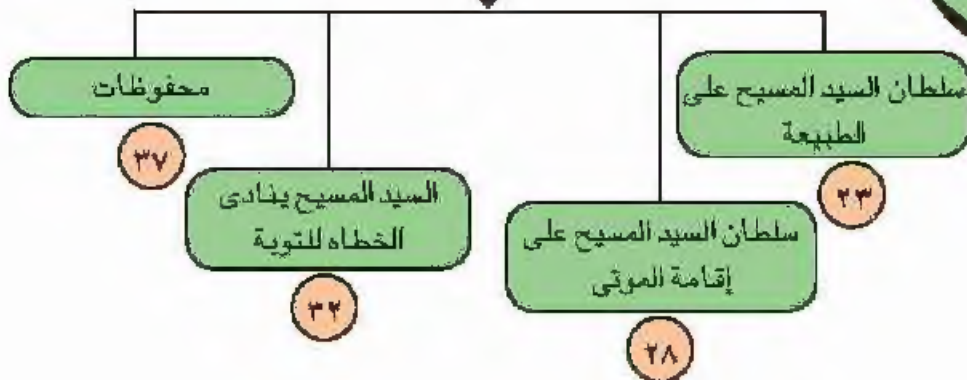 سلطان السيد المسيح على
الطبيعة
٢٣
سلطان السيد المسيح على
إقامة الموتى
٢٨
السيد المسيح ينادى
الخطاه للتوبة
٣٢
محفوظات
٣٧